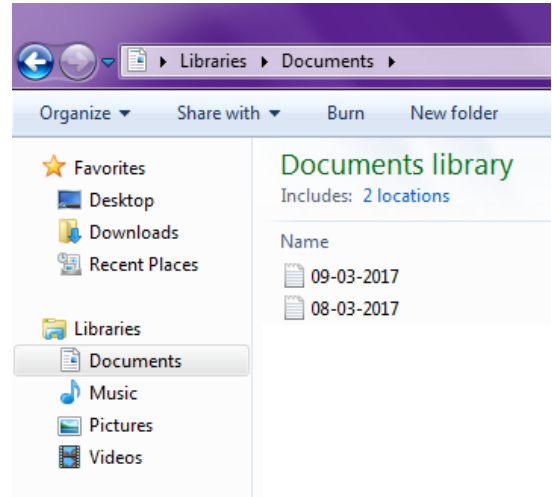 Libraries Documents
Organize Share with Burn New folder
Favorites
Desktop
Downloads
Recent Places
Libraries
Documents
Music
Pictures
Videos
Documents library
Includes: 2 locations
Name
09-03-2017
08-03-2017